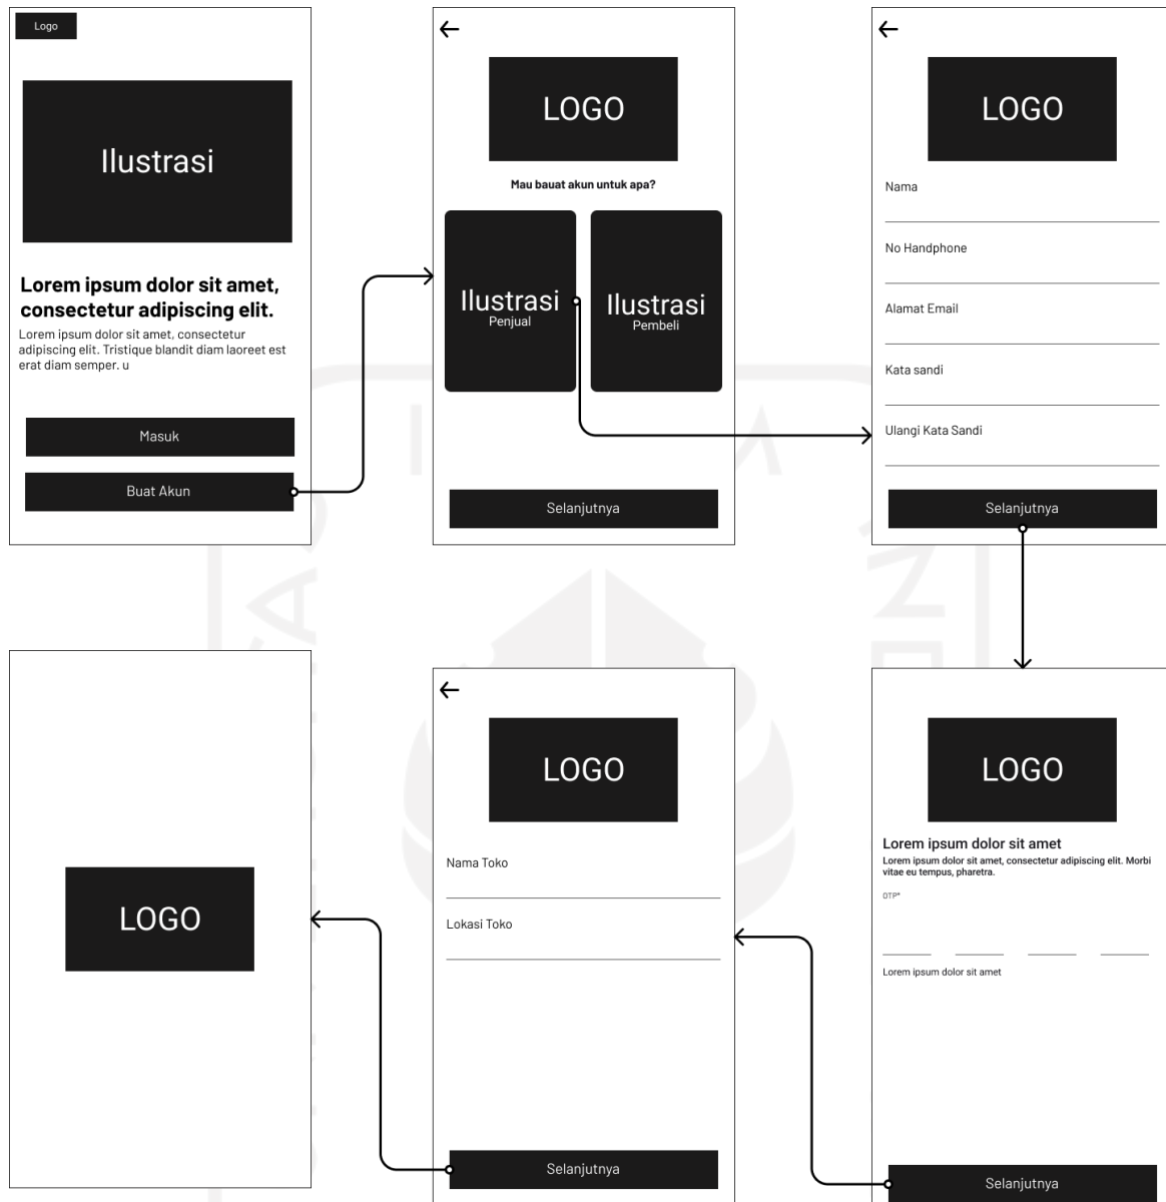 Logo
Ilustrasi
Lorem ipsum dolor sit amet,
consectetur adipiscing elit.
Lorem ipsum dolor sit amet, consectetur
adipiscing elit. Tristique blandit diam laoreet est
erat diam semper. u
Masuk
Buat Akun
LOGO
Mau bauat akun untuk apa?
Ilustrasi
Penjual
Ilustrasi
Pembeli
Selanjutnya
LOGO
Nama
No Handphone
Alamat Email
Kata sandi
Ulangi Kata Sandi
Selanjutnya
LOGO
Lorem ipsum dolor sit amet
Lorem ipsum dolor sit amet, consectetur adipiscing elit. Morbi
vitae eu tempus, pharetra.
OTP*
Lorem ipsum dolor sit amet
Selanjutnya
LOGO
Nama Toko
Lokasi Toko
Selanjutnya
LOGO